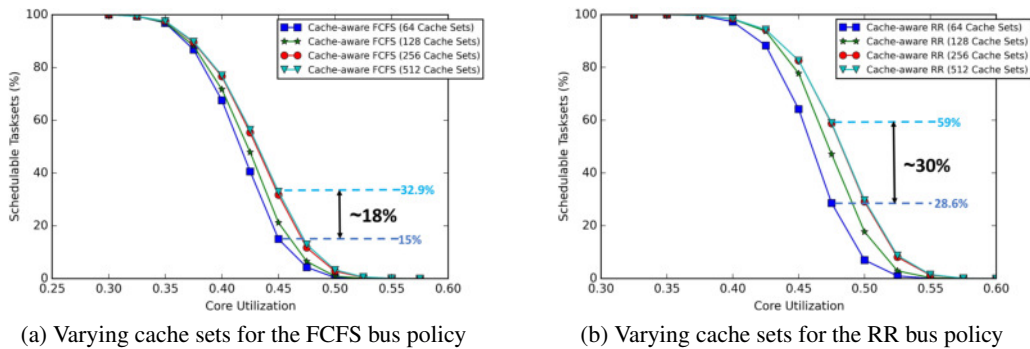 Schedulable Tasksets (%)
100
80
60
40
20
0
Cache-aware FCFS (64 Cache Sets)
Cache-aware FCFS (128 Cache Sets)
Cache-aware FCFS (256 Cache Sets)
Cache-aware FCFS (512 Cache Sets)
32.9%
~18%
15%
0.25 0.30 0.35 0.40 0.45 0.50 0.55 0.60
Core Utilization
(a) Varying cache sets for the FCFS bus policy
Schedulable Tasksets (%)
100
80
60
40
20
0
Cache-aware RR (64 Cache Sets)
Cache-aware RR (128 Cache Sets)
Cache-aware RR (256 Cache Sets)
Cache-aware RR (512 Cache Sets)
59%
~30%
28.6%
0.30 0.35 0.40 0.45 0.50 0.55 0.60
Core Utilization
(b) Varying cache sets for the RR bus policy